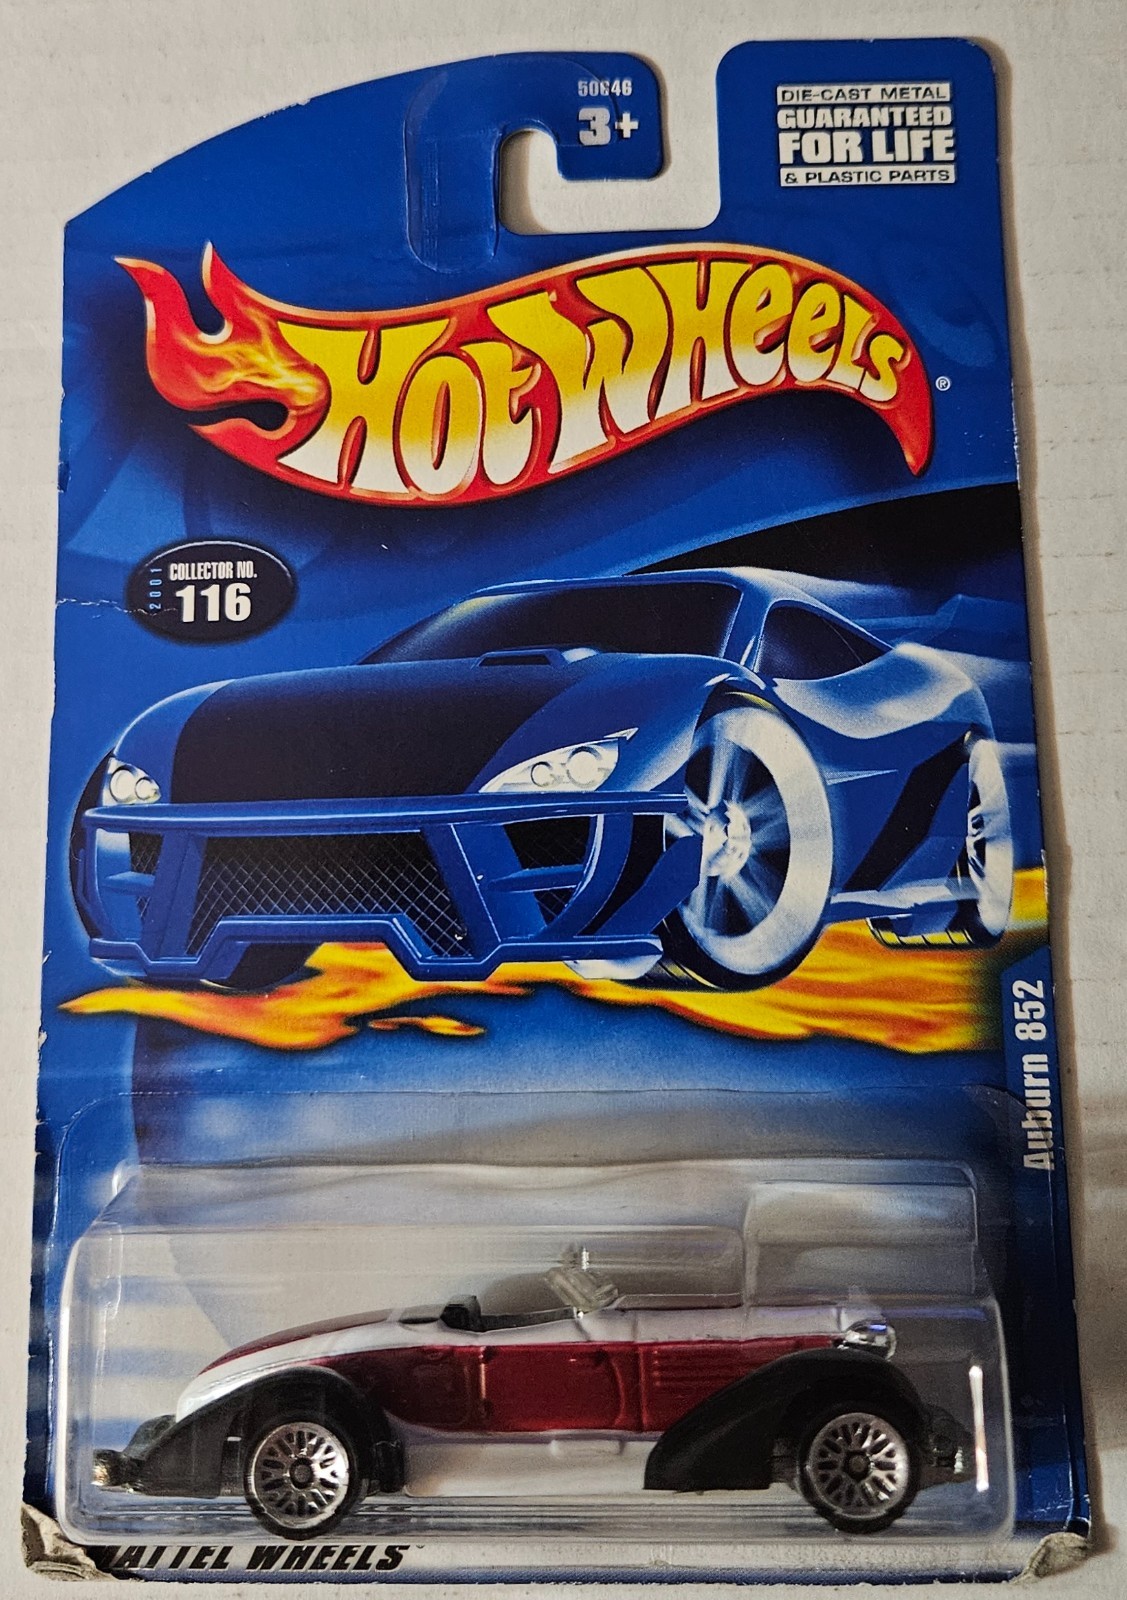 50646
3+
DIE-CAST METAL
GUARANTEED
FOR LIFE
& PLASTIC PARTS
HOT WHEELS®
2001
COLLECTOR NO.
116
Auburn 852
MATTEL WHEELS